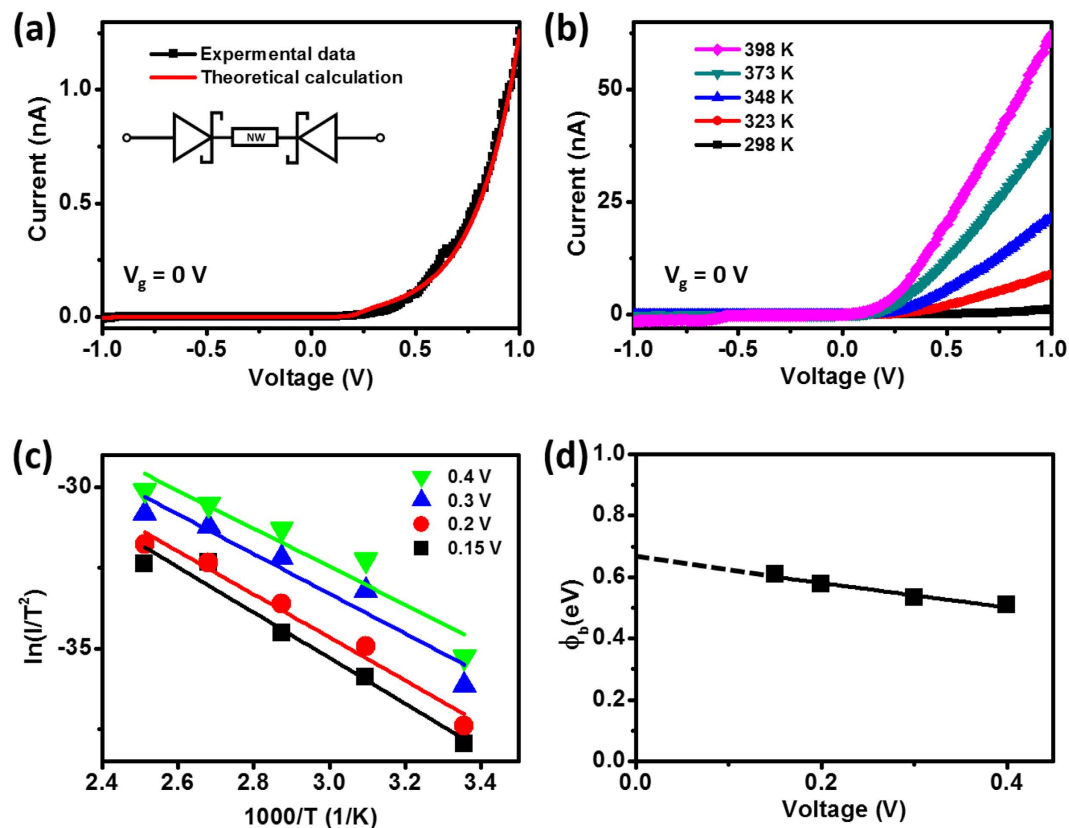 (a)
Expermental data
Theoretical calculation
NW
V_g = 0 V
Current (nA)
1.0
0.5
0.0
-1.0 -0.5 0.0 0.5 1.0
Voltage (V)
(b)
398 K
373 K
348 K
323 K
298 K
V_g = 0 V
Current (nA)
50
25
0
-1.0 -0.5 0.0 0.5 1.0
Voltage (V)
(c)
0.4 V
0.3 V
0.2 V
0.15 V
ln(I/T²)
-30
-35
2.4 2.6 2.8 3.0 3.2 3.4
1000/T (1/K)
(d)
ϕ_b(eV)
1.0
0.8
0.6
0.4
0.2
0.0
0.0 0.2 0.4
Voltage (V)